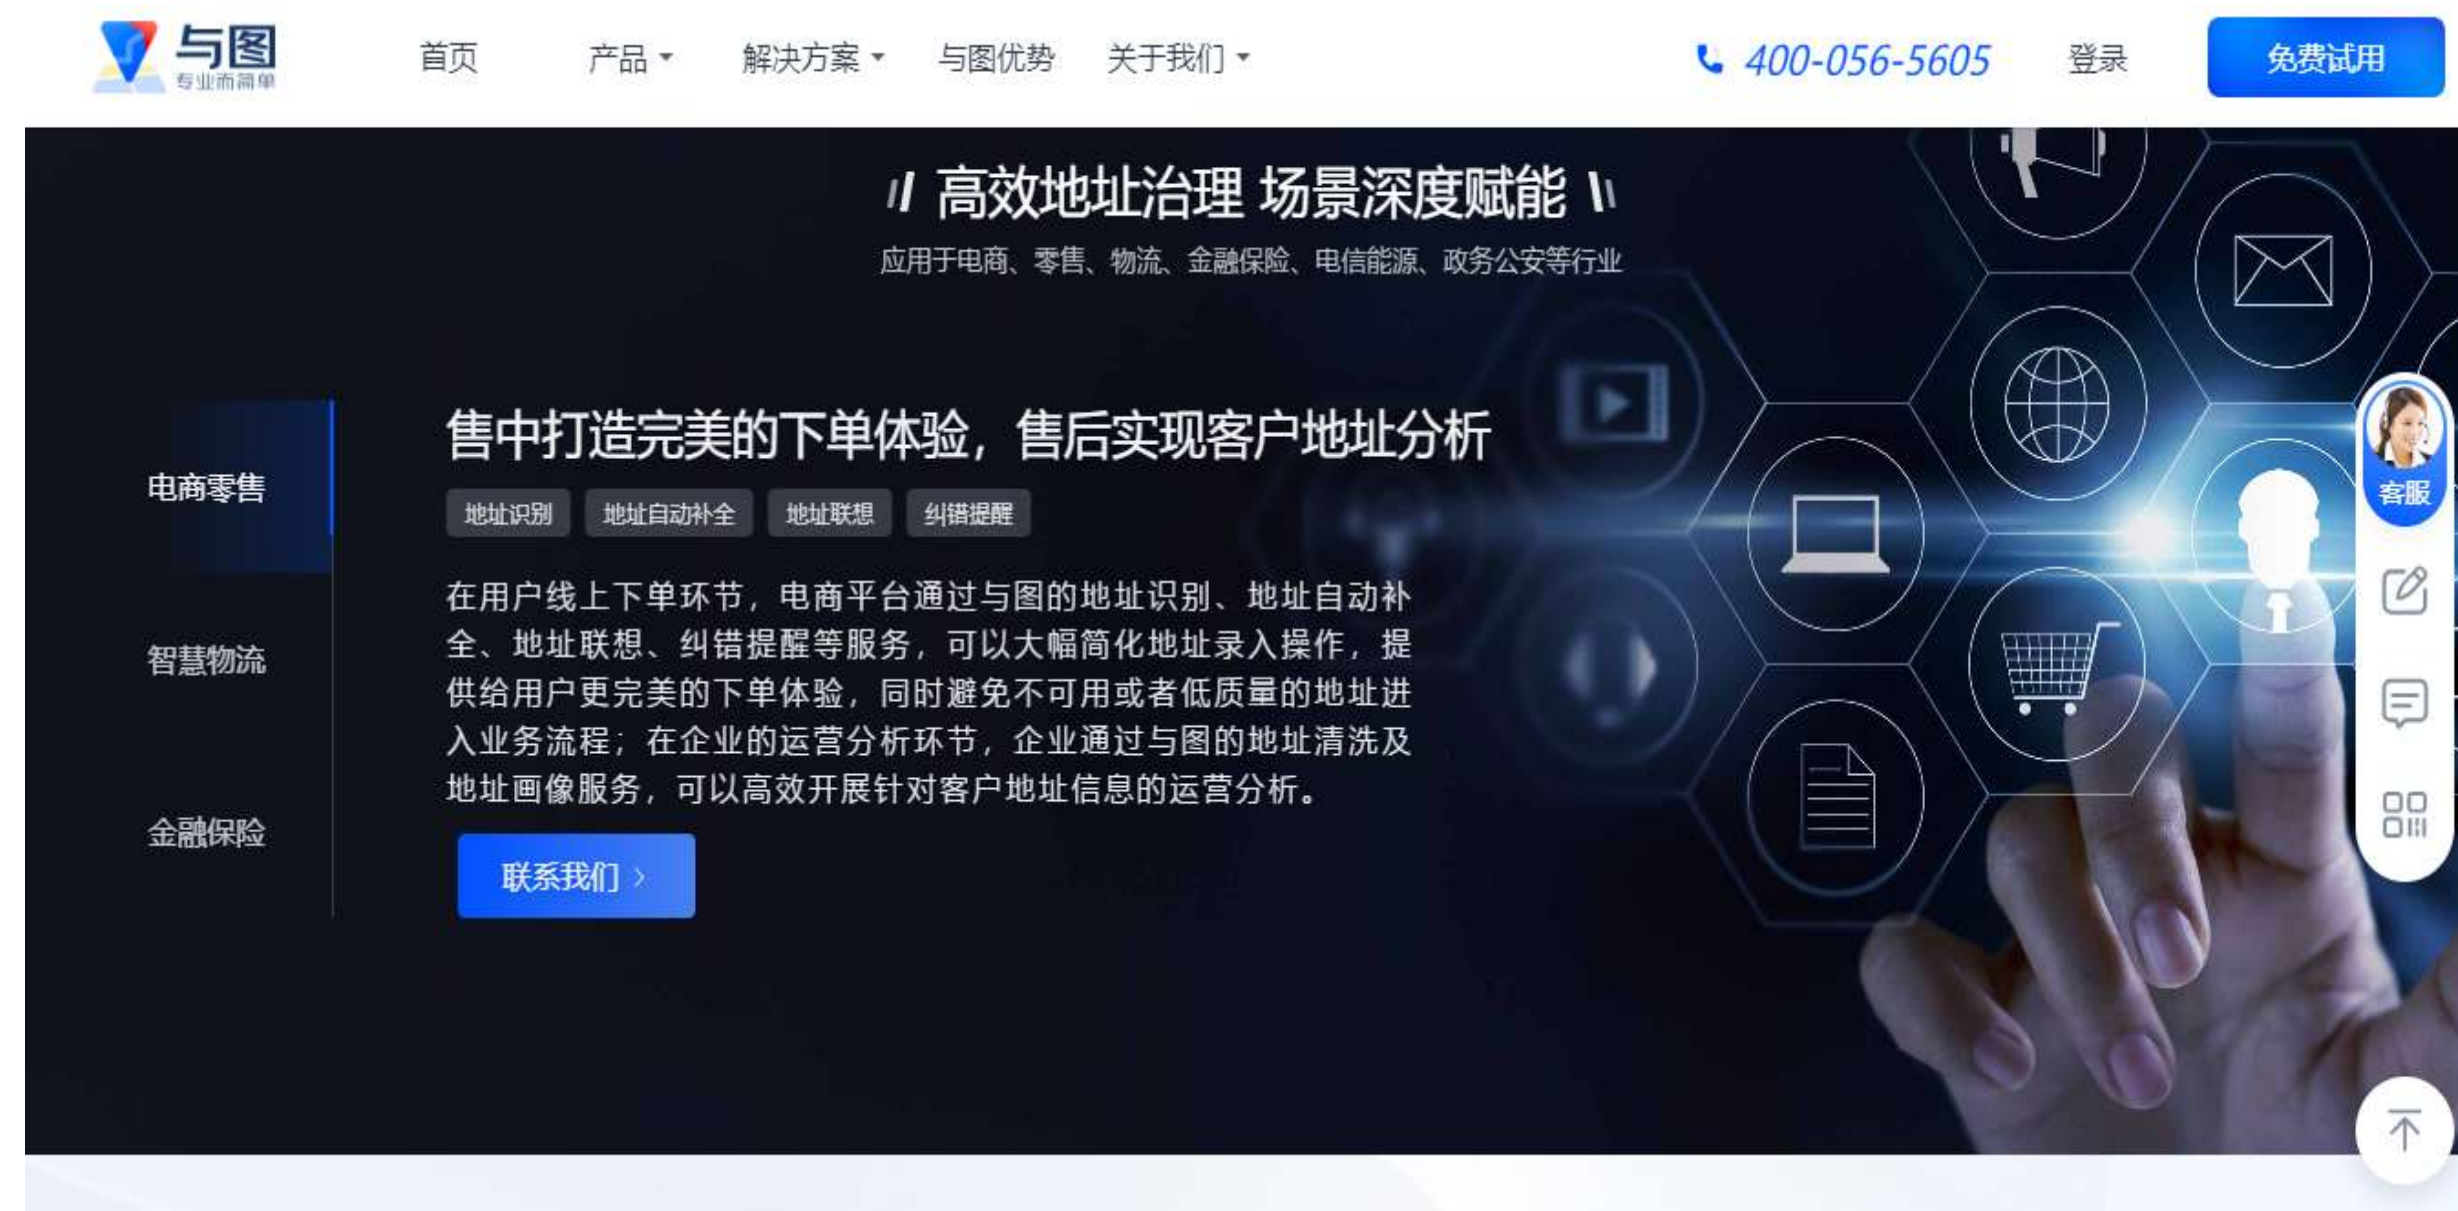 与图
专业而简单
首页
产品
解决方案
与图优势
关于我们
400-056-5605
登录
免费试用
高效地址治理 场景深度赋能
应用于电商、零售、物流、金融保险、电信能源、政务公安等行业
电商零售
智慧物流
金融保险
售中打造完美的下单体验，售后实现客户地址分析
地址识别
地址自动补全
地址联想
纠错提醒
在用户线上下单环节，电商平台通过与图的地址识别、地址自动补
全、地址联想、纠错提醒等服务，可以大幅简化地址录入操作，提
供给用户更完美的下单体验，同时避免不可用或者低质量的地址进
入业务流程；在企业的运营分析环节，企业通过与图的地址清洗及
地址画像服务，可以高效开展针对客户地址信息的运营分析。
联系我们
客服